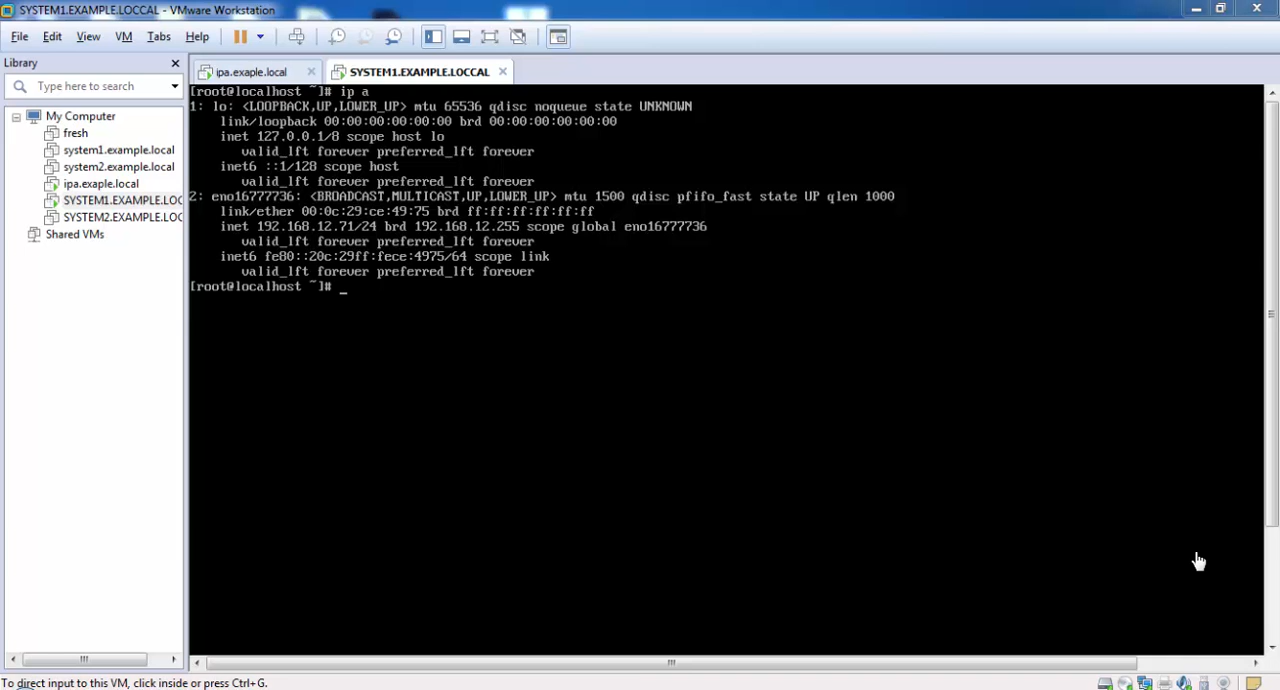 SYSTEM1.EXAMPLE.LOCCAL - VMware Workstation
File Edit View VM Tabs Help
Library
Type here to search
My Computer
fresh
system1.example.local
system2.example.local
ipa.exaple.local
SYSTEM1.EXAMPLE.LOC
SYSTEM2.EXAMPLE.LOC
Shared VMs
ipa.exaple.local
SYSTEM1.EXAMPLE.LOCCAL
[root@localhost ~]# ip a
1: lo: <LOOPBACK,UP,LOWER_UP> mtu 65536 qdisc noqueue state UNKNOWN
link/loopback 00:00:00:00:00:00 brd 00:00:00:00:00:00
inet 127.0.0.1/8 scope host lo
valid_lft forever preferred_lft forever
inet6 ::1/128 scope host
valid_lft forever preferred_lft forever
2: eno16777736: <BROADCAST,MULTICAST,UP,LOWER_UP> mtu 1500 qdisc pfifo_fast state UP qlen 1000
link/ether 00:0c:29:ce:49:75 brd ff:ff:ff:ff:ff:ff
inet 192.168.12.71/24 brd 192.168.12.255 scope global eno16777736
valid_lft forever preferred_lft forever
inet6 fe80::20c:29ff:fece:4975/64 scope link
valid_lft forever preferred_lft forever
[root@localhost ~]# _
To direct input to this VM, click inside or press Ctrl+G.